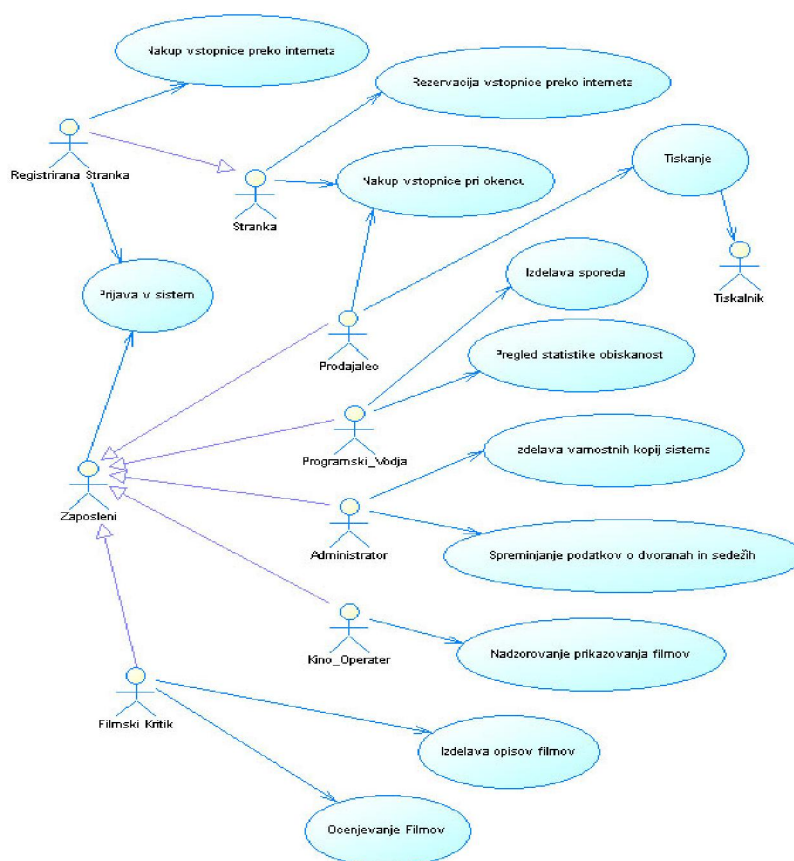 Nakup vstopnice preko interneta
Rezervacija vstopnice preko interneta
Tiskanje
Registrirana Stranka
Nakup vstopnice pri okencu
Stranka
Izdelava sporeda
Tiskalnik
Prijava v sistem
Prodajalec
Pregled statistike obiskanost
Programski_Vodja
Izdelava varnostnih kopij sistema
Zaposleni
Administrator
Spreminjanje podatkov o dvoranah in sedežih
Kino_Operater
Nadzorovanje prikazovanja filmov
Filmski Kritik
Izdelava opisov filmov
Ocenjevanje Filmov